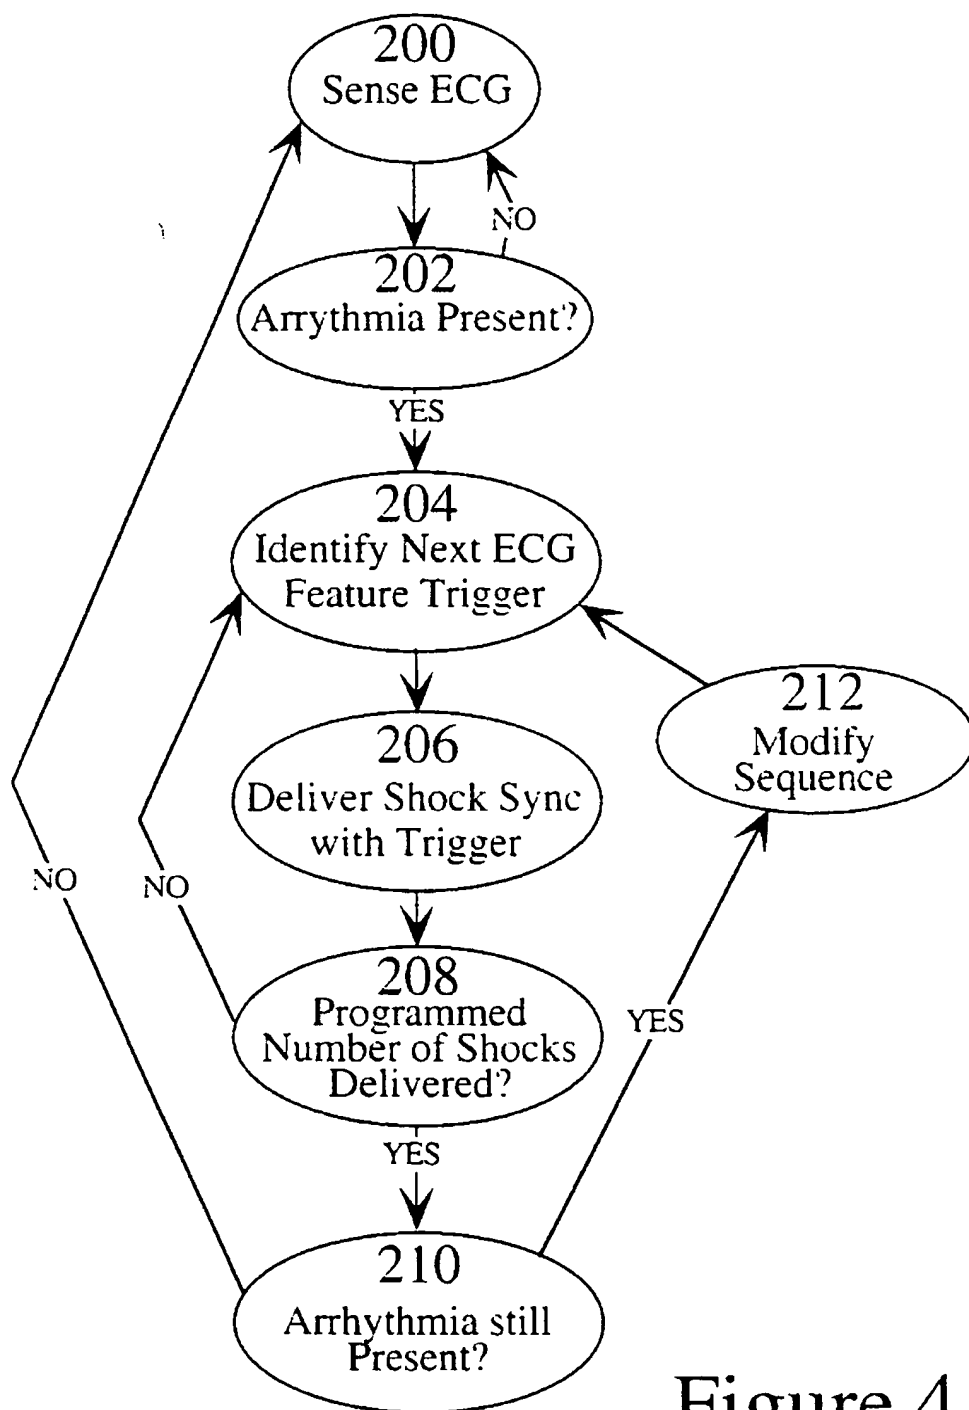 200
Sense ECG
NO
202
Arrythmia Present?
YES
204
Identify Next ECG
Feature Trigger
206
Deliver Shock Sync
with Trigger
212
Modify
Sequence
NO
NO
208
Programmed
Number of Shocks
Delivered?
YES
YES
210
Arrhythmia still
Present?
Figure 4